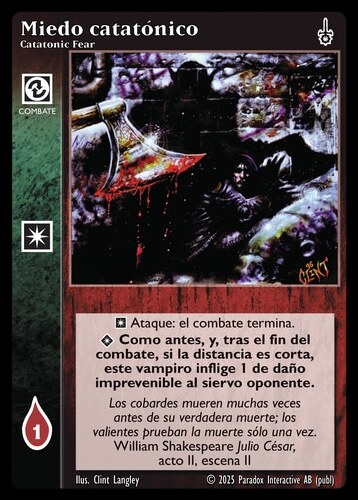 Miedo catatónico
Catatonic Fear
COMBATE
95
CLINT
Ataque: el combate termina.
Como antes, y, tras el fin del
combate, si la distancia es corta,
este vampiro inflige 1 de daño
imprevenible al siervo oponente.
Los cobardes mueren muchas veces
antes de su verdadera muerte; los
valientes prueban la muerte sólo una vez.
William Shakespeare Julio César,
acto II, escena II
1
Illus. Clint Langley
© 2025 Paradox Interactive AB (publ)